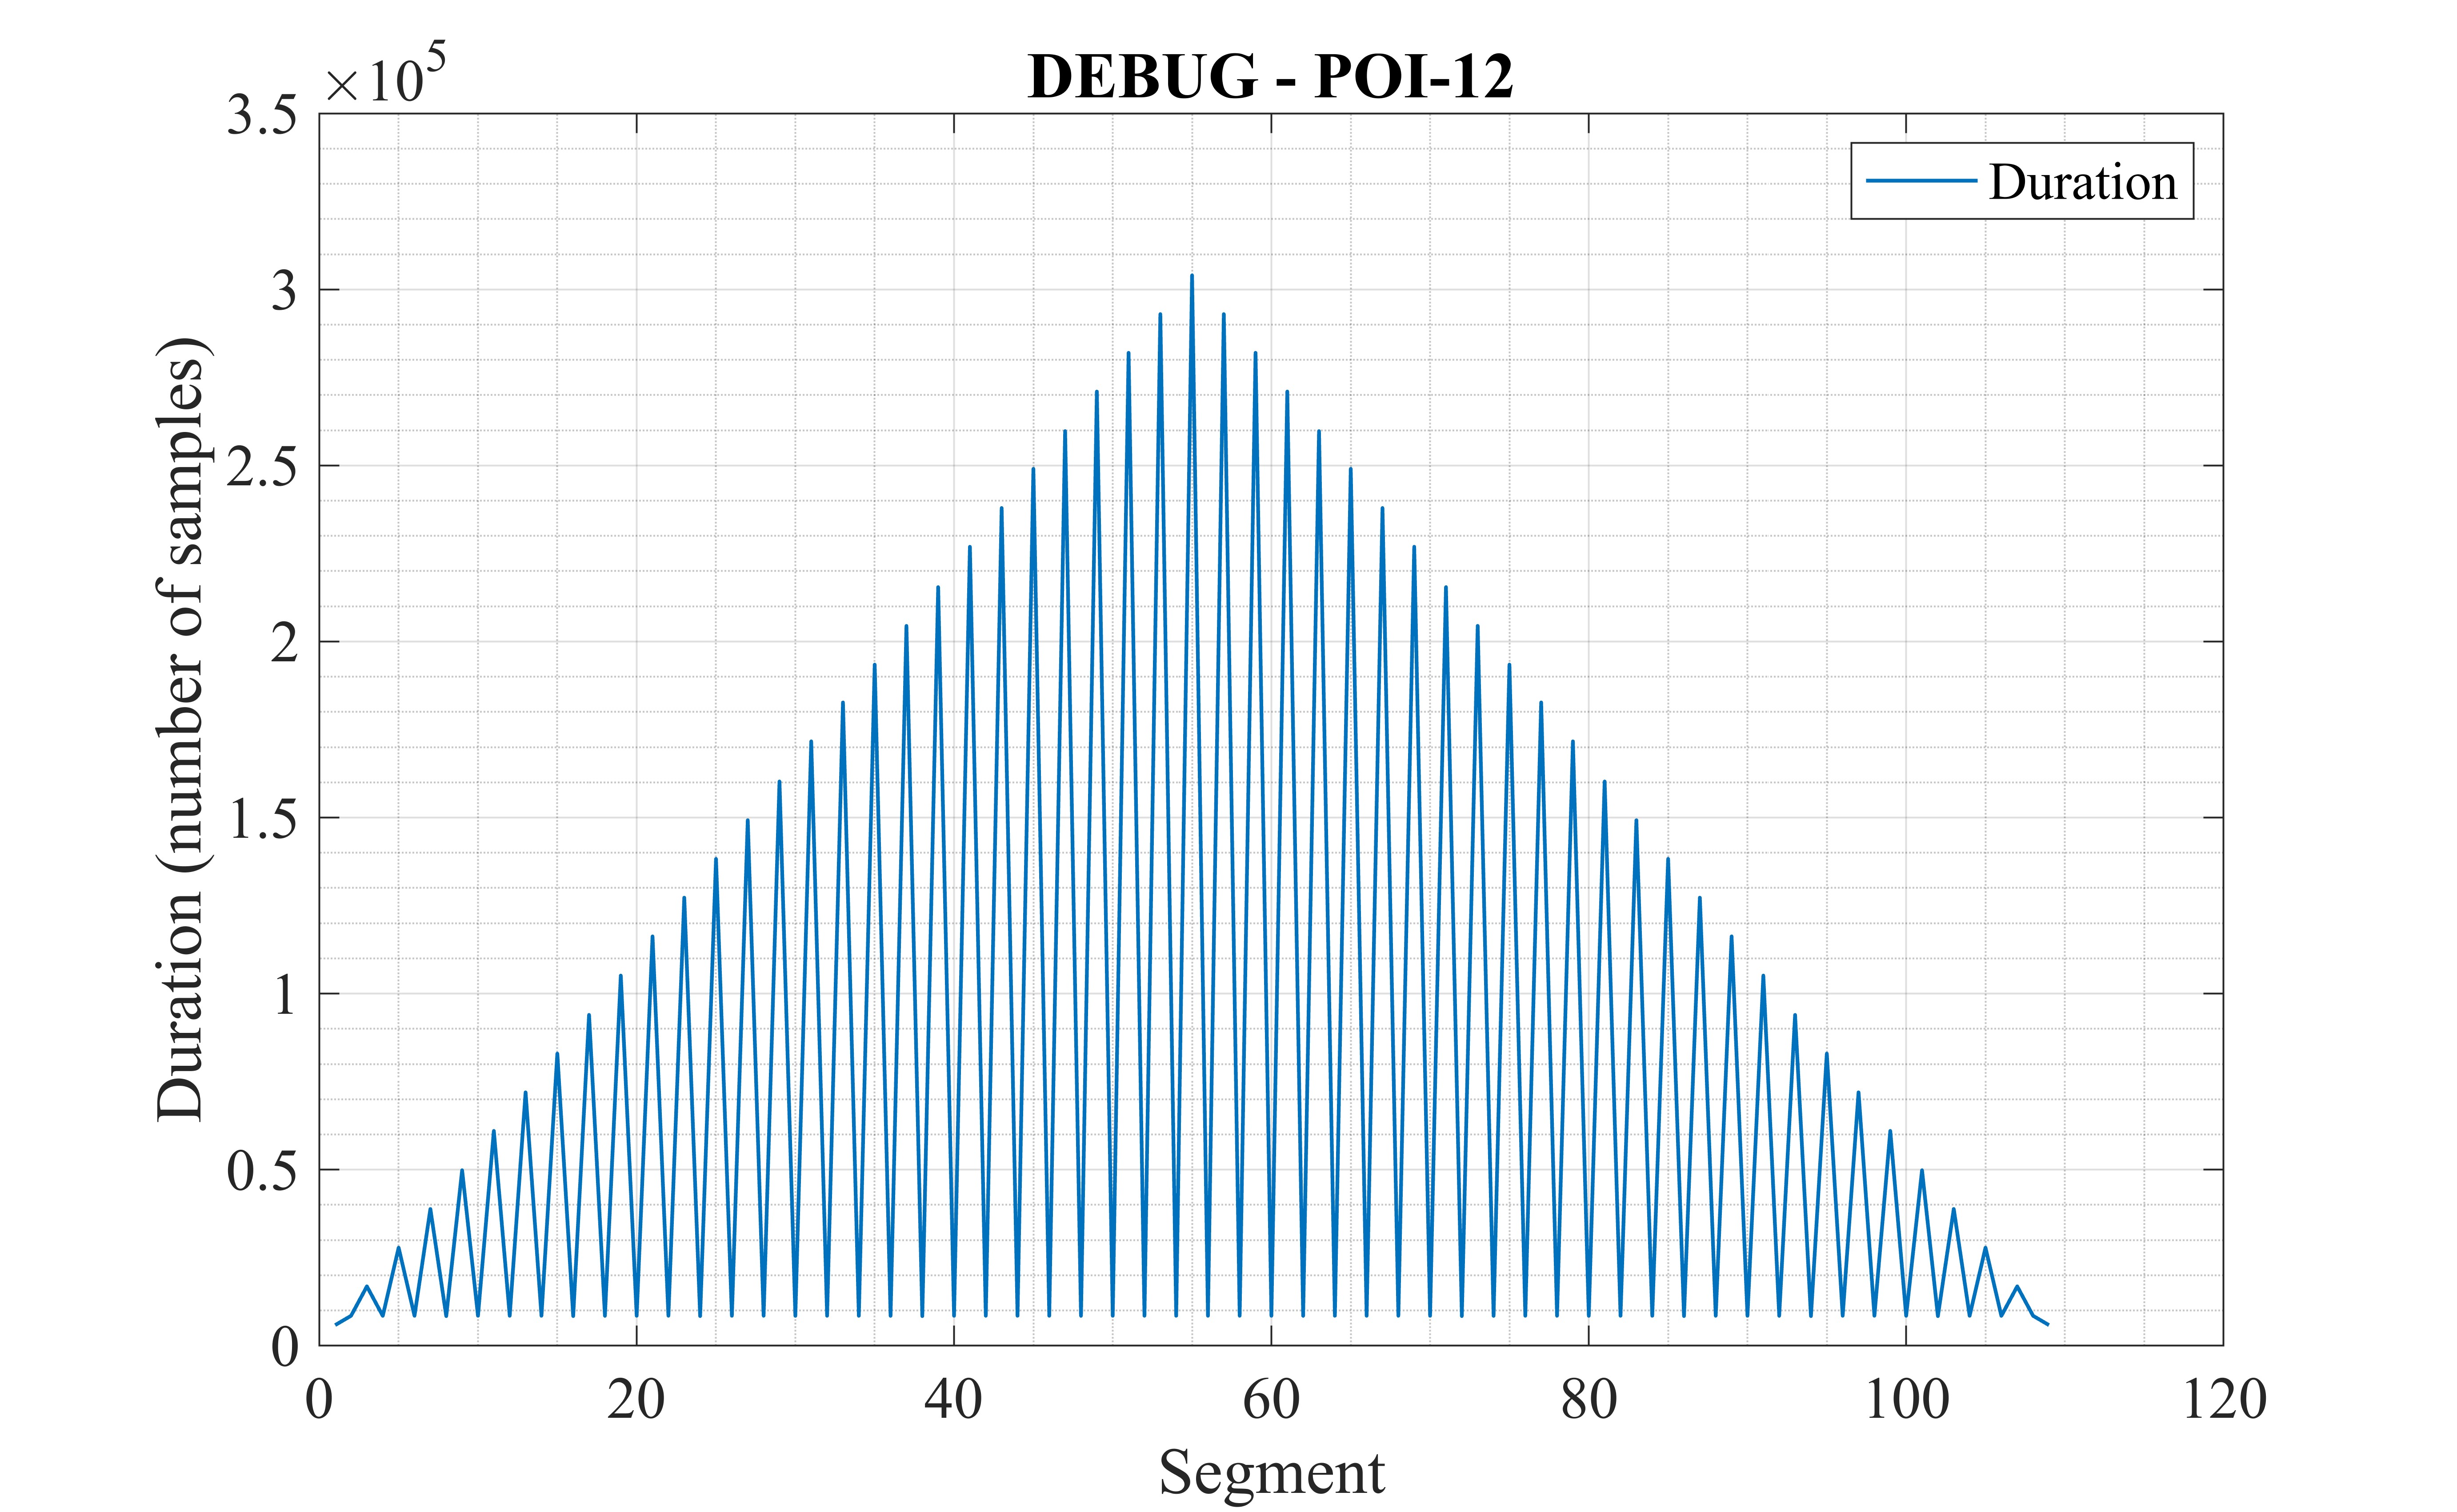 DEBUG - POI-12
×10^5
3.5
3
2.5
2
1.5
1
0.5
0
Duration (number of samples)
Duration
0 20 40 60 80 100 120
Segment